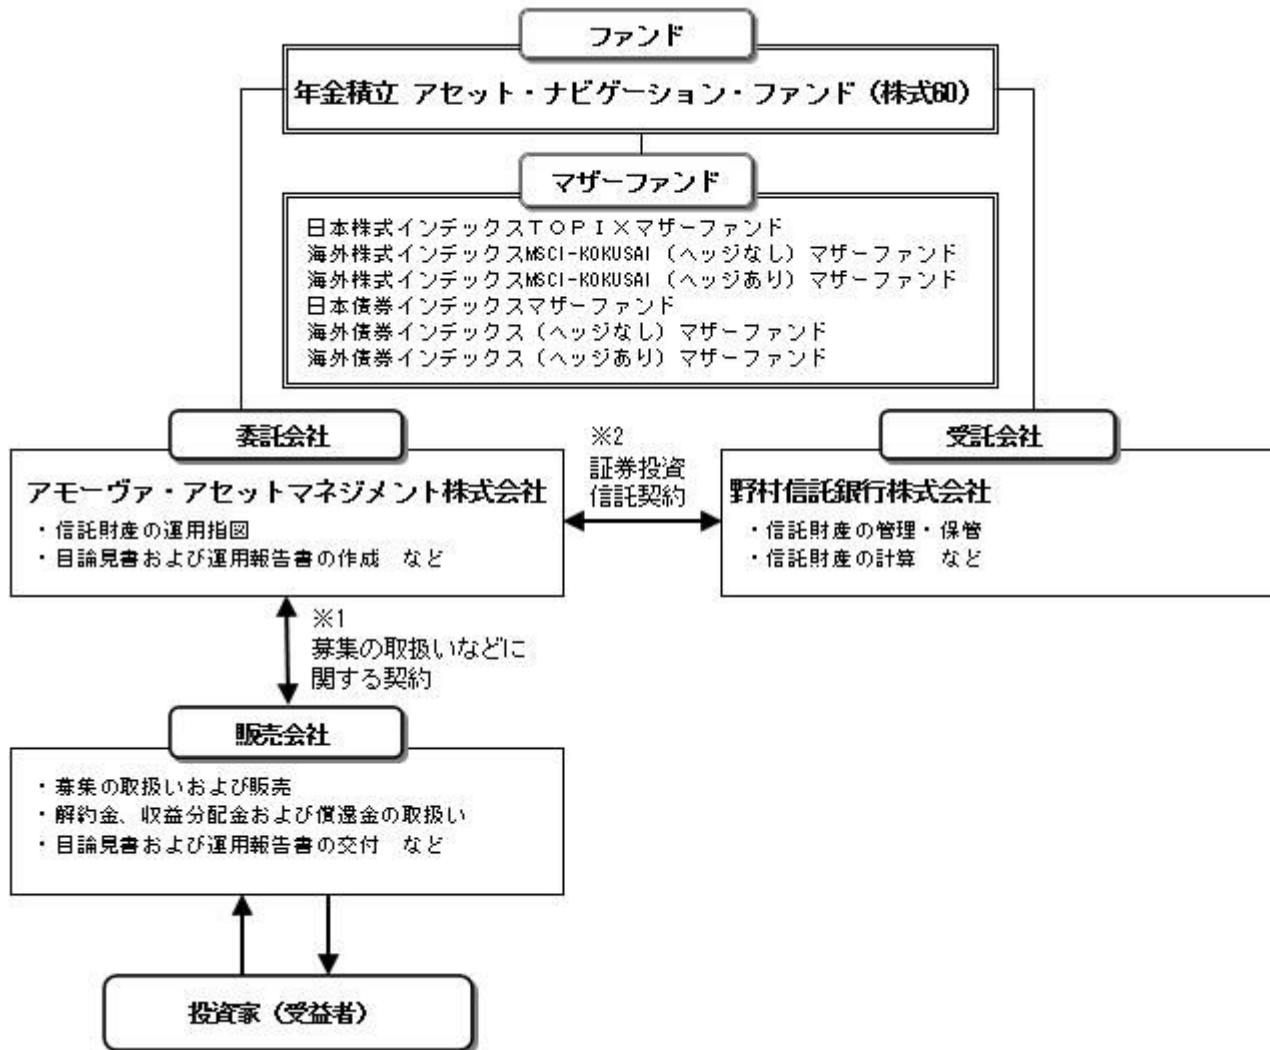 ファンド
年金積立 アセット・ナビゲーション・ファンド（株式60）
マザーファンド
日本株式インデックスＴＯＰＩＸマザーファンド
海外株式インデックスMSCI-KOKUSAI（ヘッジなし）マザーファンド
海外株式インデックスMSCI-KOKUSAI（ヘッジあり）マザーファンド
日本債券インデックスマザーファンド
海外債券インデックス（ヘッジなし）マザーファンド
海外債券インデックス（ヘッジあり）マザーファンド
委託会社
アモーヴァ・アセットマネジメント株式会社
・信託財産の運用指図
・目論見書および運用報告書の作成　など
※2
証券投資
信託契約
受託会社
野村信託銀行株式会社
・信託財産の管理・保管
・信託財産の計算　など
※1
募集の取扱いなどに
関する契約
販売会社
・募集の取扱いおよび販売
・解約金、収益分配金および償還金の取扱い
・目論見書および運用報告書の交付　など
投資家（受益者）